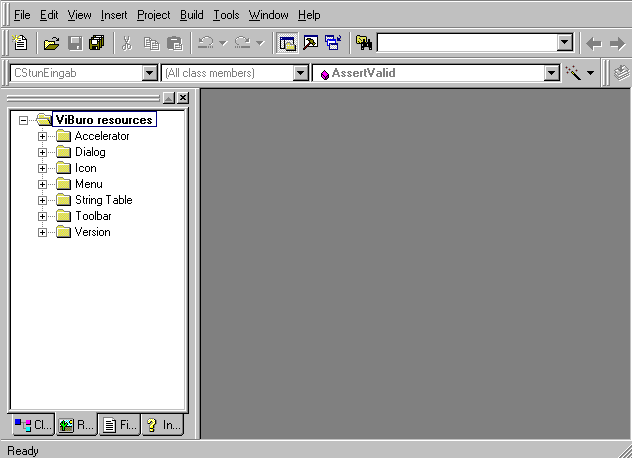 File Edit View Insert Project Build Tools Window Help
CStunEingab (All class members) AssertValid
ViBuro resources
Accelerator
Dialog
Icon
Menu
String Table
Toolbar
Version
Cl... R... Fi... In...
Ready